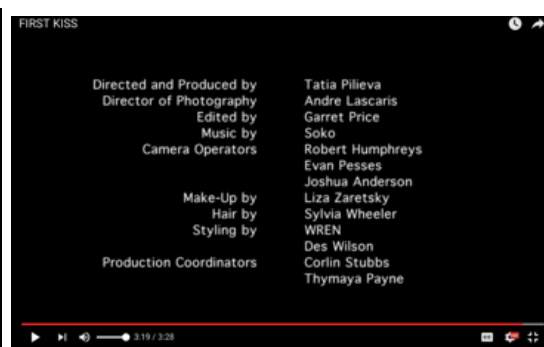 FIRST KISS
Directed and Produced by Tatia Pilieva
Director of Photography Andre Lascaris
Edited by Garret Price
Music by Soko
Camera Operators Robert Humphreys
Evan Pesses
Joshua Anderson
Make-Up by Liza Zaretsky
Hair by Sylvia Wheeler
Styling by WREN
Des Wilson
Production Coordinators Corlin Stubbs
Thymaya Payne
3:19 / 3:28